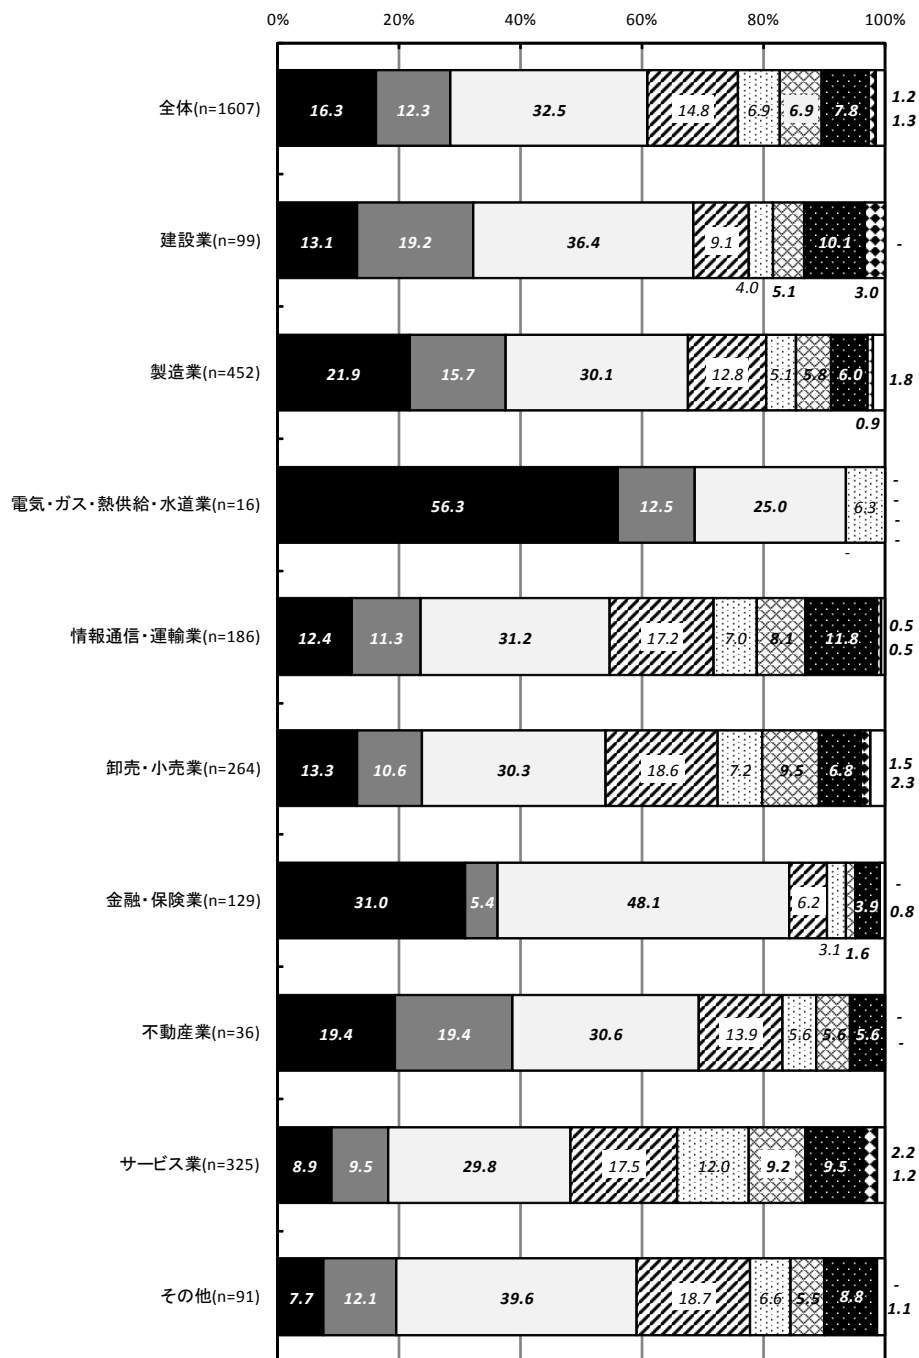 0% 20% 40% 60% 80% 100%
全体(n=1607) 16.3 12.3 32.5 14.8 6.9 6.9 7.8 1.2
1.3
建設業(n=99) 13.1 19.2 36.4 9.1 10.1 -
4.0 5.1 3.0
製造業(n=452) 21.9 15.7 30.1 12.8 5.1 5.8 6.0 1.8
0.9
電気・ガス・熱供給・水道業(n=16) 56.3 12.5 25.0 6.3 -
-
-
-
-
情報通信・運輸業(n=186) 12.4 11.3 31.2 17.2 7.0 8.1 11.8 0.5
0.5
卸売・小売業(n=264) 13.3 10.6 30.3 18.6 7.2 9.5 6.8 1.5
2.3
金融・保険業(n=129) 31.0 5.4 48.1 6.2 3.9 -
0.8
3.1 1.6
不動産業(n=36) 19.4 19.4 30.6 13.9 5.6 5.6 5.6 -
-
サービス業(n=325) 8.9 9.5 29.8 17.5 12.0 9.2 9.5 2.2
1.2
その他(n=91) 7.7 12.1 39.6 18.7 6.6 5.5 8.8 -
1.1